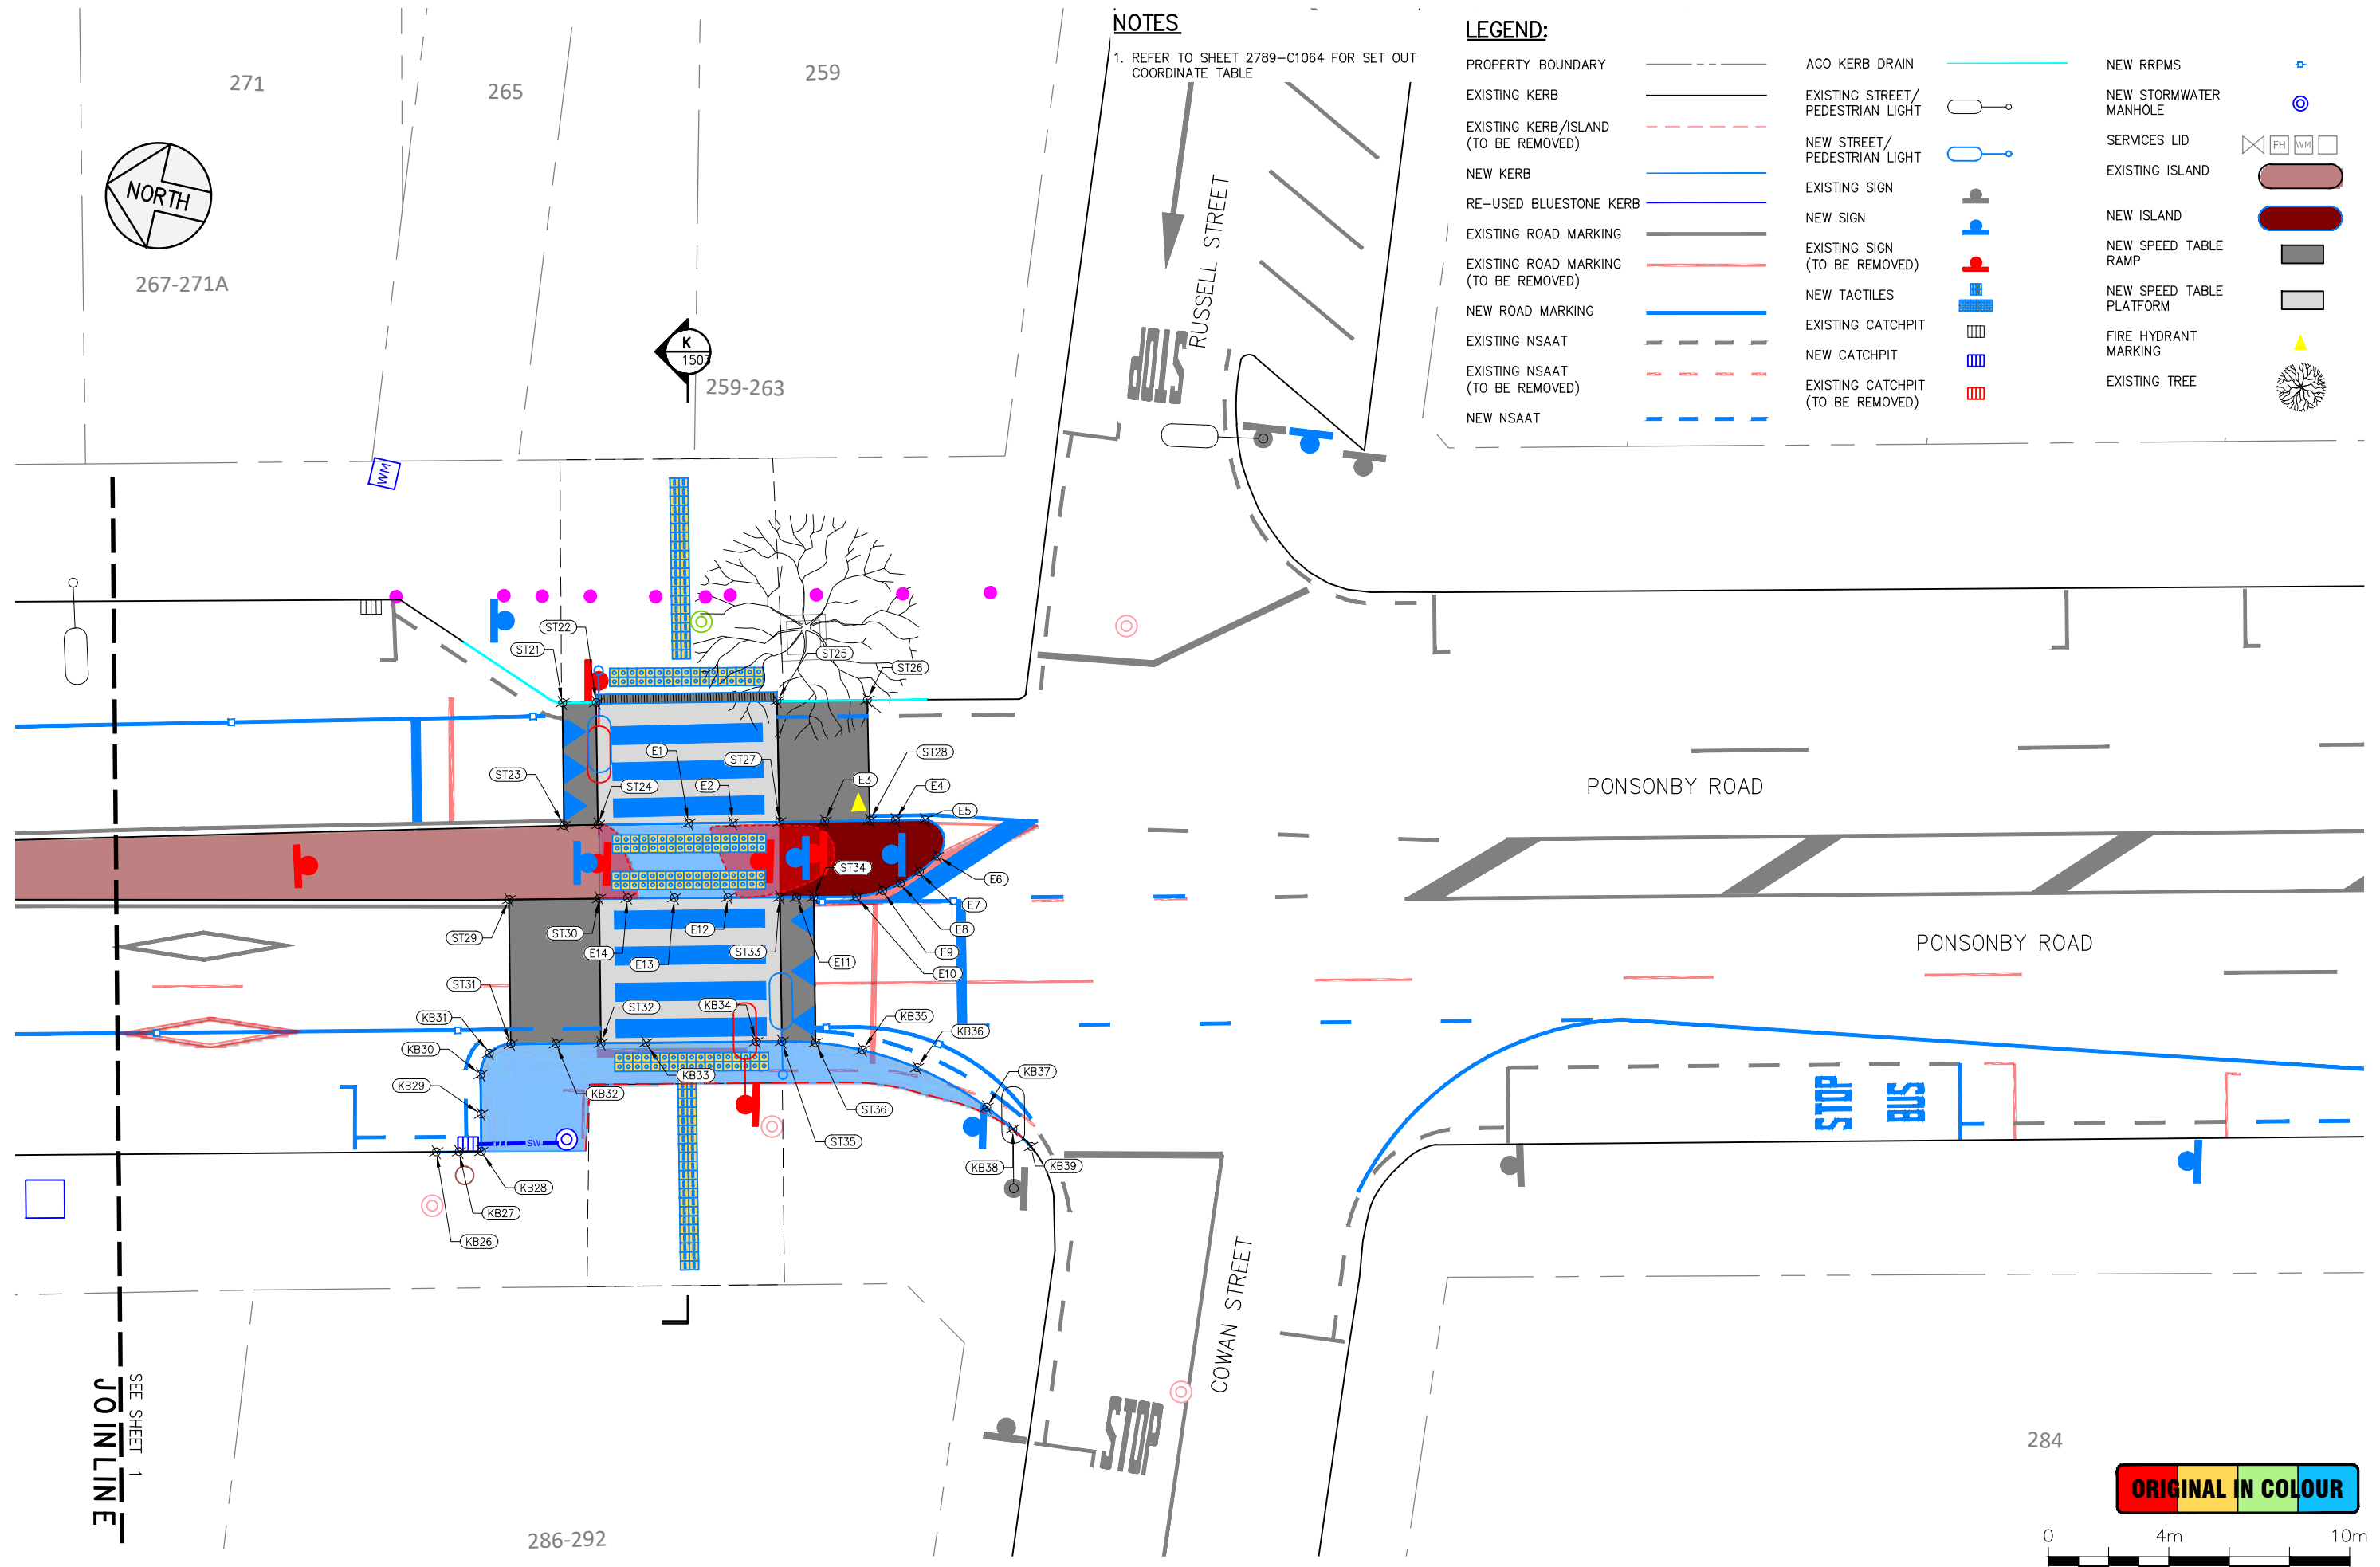 NOTES
1. REFER TO SHEET 2789-C1064 FOR SET OUT
COORDINATE TABLE
LEGEND:
PROPERTY BOUNDARY
EXISTING KERB
EXISTING KERB/ISLAND
(TO BE REMOVED)
NEW KERB
RE-USED BLUESTONE KERB
EXISTING ROAD MARKING
EXISTING ROAD MARKING
(TO BE REMOVED)
NEW ROAD MARKING
EXISTING NSAAT
EXISTING NSAAT
(TO BE REMOVED)
NEW NSAAT
ACO KERB DRAIN
EXISTING STREET/
PEDESTRIAN LIGHT
NEW STREET/
PEDESTRIAN LIGHT
EXISTING SIGN
NEW SIGN
EXISTING SIGN
(TO BE REMOVED)
NEW TACTILES
EXISTING CATCHPIT
NEW CATCHPIT
EXISTING CATCHPIT
(TO BE REMOVED)
NEW RRPMS
NEW STORMWATER
MANHOLE
SERVICES LID
FH
WM
EXISTING ISLAND
NEW ISLAND
NEW SPEED TABLE
RAMP
NEW SPEED TABLE
PLATFORM
FIRE HYDRANT
MARKING
EXISTING TREE
271
265
259
NORTH
267-271A
K
1503
259-263
RUSSELL STREET
STOP
WM
ST22
ST21
ST25
ST26
E1
ST27
ST28
E2
E3
E4
E5
ST23
ST24
ST34
E6
E7
E8
E9
E10
E11
ST29
ST30
E14
E13
E12
ST33
PONSONBY ROAD
PONSONBY ROAD
ST31
ST32
KB34
KB35
KB36
KB31
KB30
KB29
KB33
KB32
KB37
ST36
ST35
KB38
KB39
SW
KB28
KB27
KB26
STOP
BUS
COWAN STREET
STOP
SEE SHEET 1
JOINLINE
286-292
284
ORIGINAL IN COLOUR
0 4m 10m